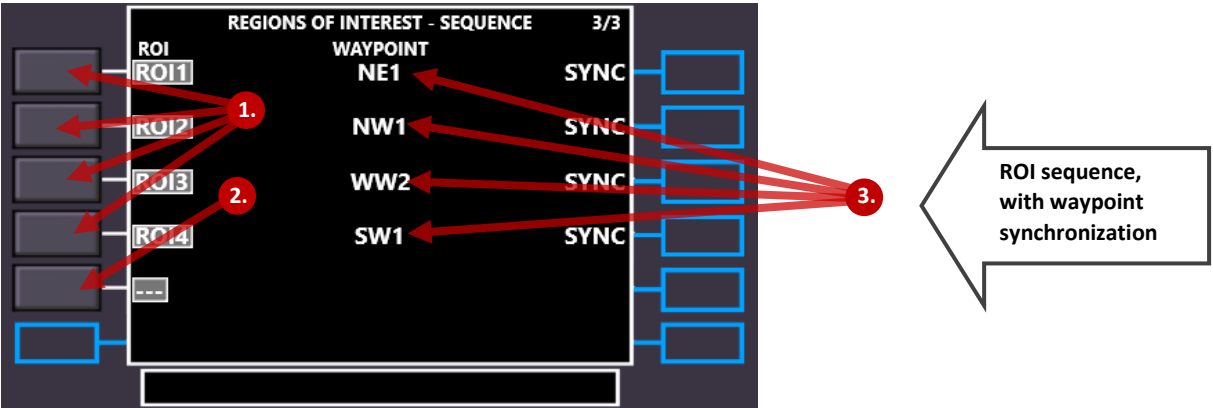 REGIONS OF INTEREST - SEQUENCE 3/3
ROI WAYPOINT
ROI1 NE1 SYNC
1.
ROI2 NW1 SYNC
ROI3 WW2 SYNC
2.
3.
ROI4 SW1 SYNC
---
ROI sequence,
with waypoint
synchronization